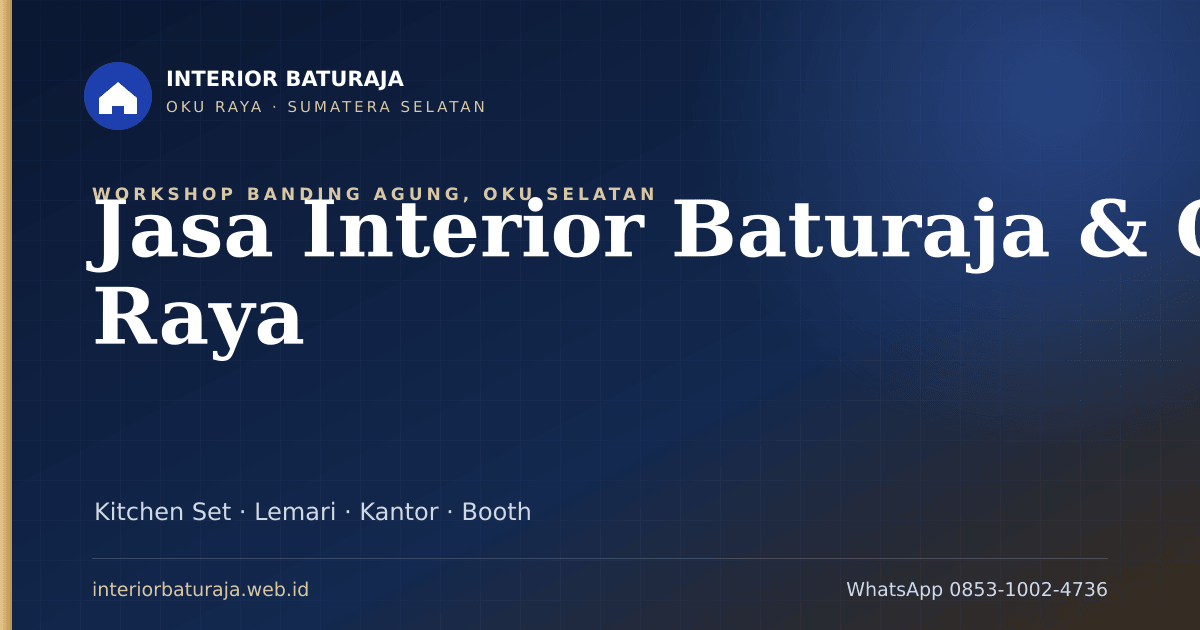 INTERIOR BATURAJA
OKU RAYA · SUMATERA SELATAN
WORKSHOP BANDING AGUNG, OKU SELATAN
Jasa Interior Baturaja &
Raya
Kitchen Set · Lemari · Kantor · Booth
interiorbaturaja.web.id
WhatsApp 0853-1002-4736